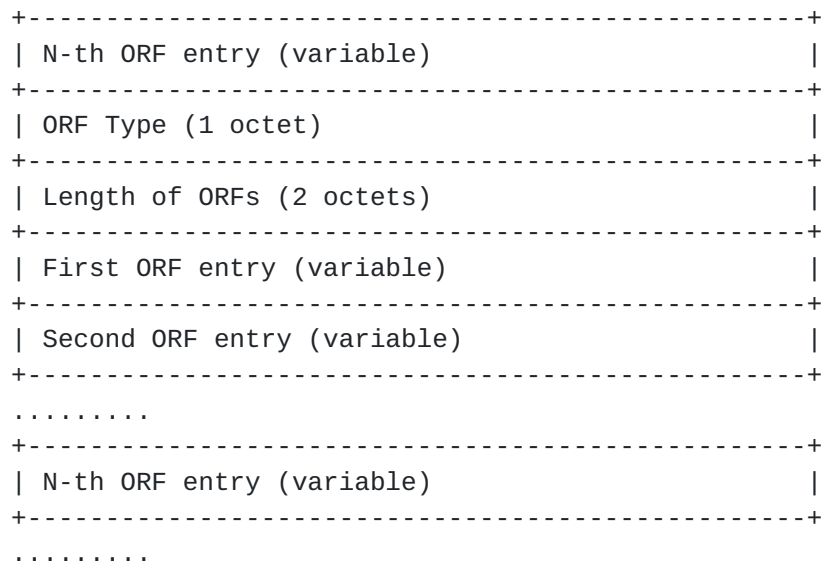 +--------------------------------------------------+
| N-th ORF entry (variable)                        |
+--------------------------------------------------+
| ORF Type (1 octet)                               |
+--------------------------------------------------+
| Length of ORFs (2 octets)                        |
+--------------------------------------------------+
| First ORF entry (variable)                       |
+--------------------------------------------------+
| Second ORF entry (variable)                      |
+--------------------------------------------------+
.........
+--------------------------------------------------+
| N-th ORF entry (variable)                        |
+--------------------------------------------------+
.........